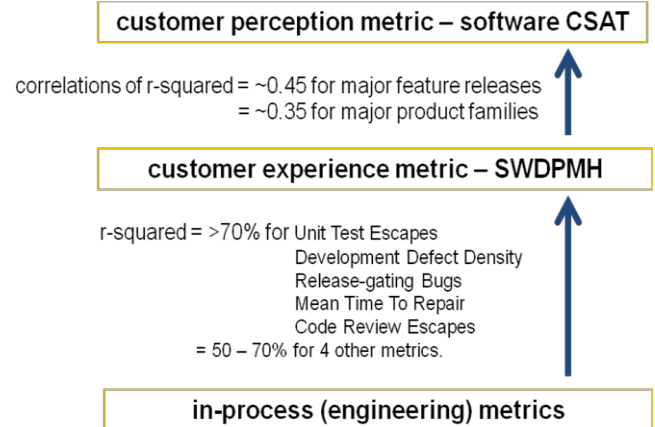 customer perception metric – software CSAT
correlations of r-squared = ~0.45 for major feature releases
= ~0.35 for major product families
customer experience metric – SWDPMH
r-squared = >70% for Unit Test Escapes
Development Defect Density
Release-gating Bugs
Mean Time To Repair
Code Review Escapes
= 50 – 70% for 4 other metrics.
in-process (engineering) metrics